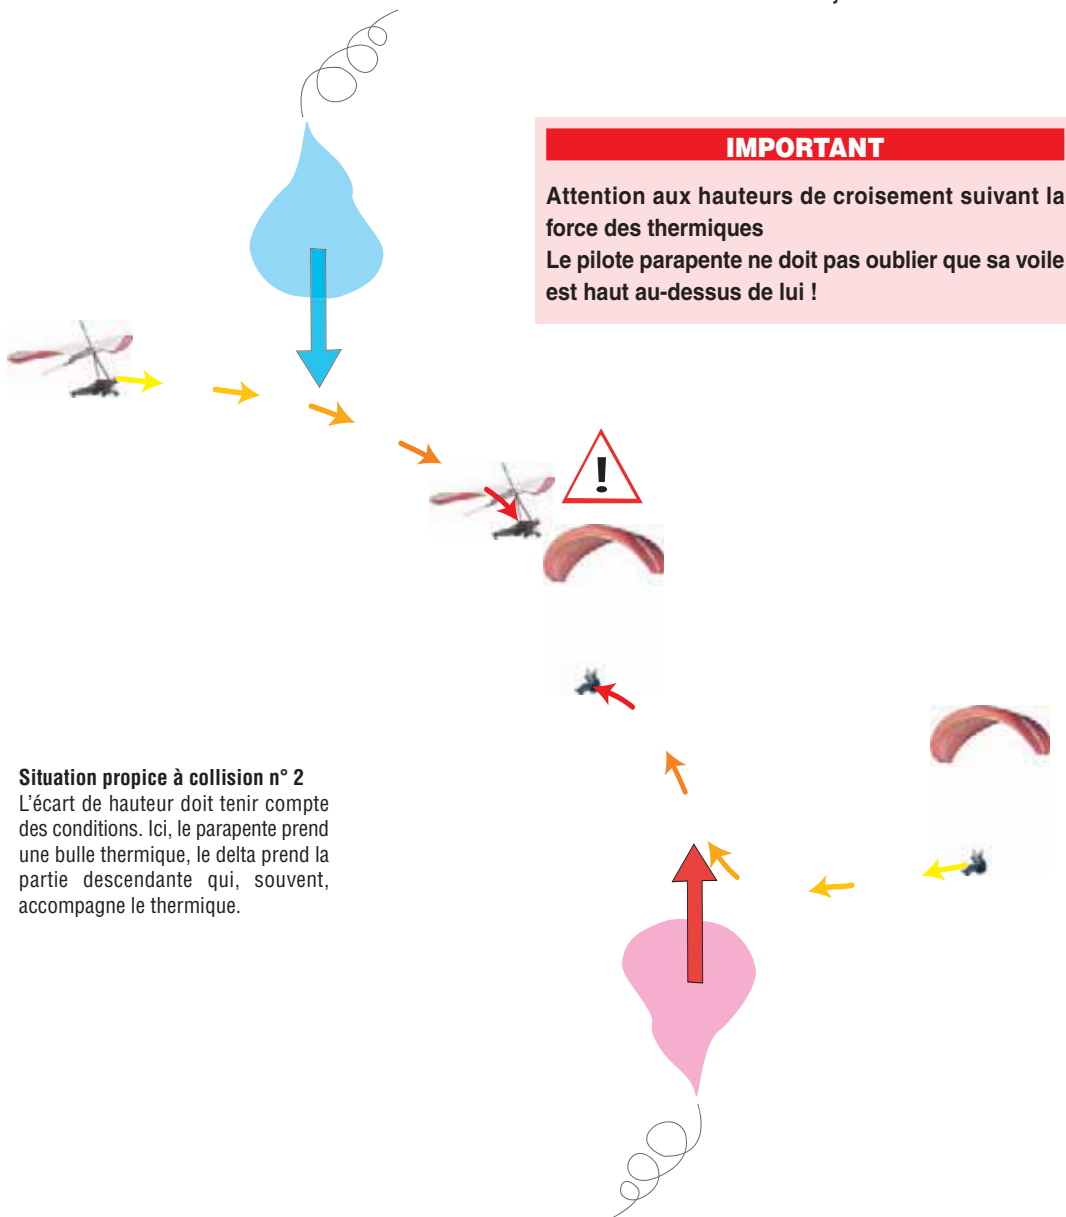 IMPORTANT
Attention aux hauteurs de croisement suivant la
force des thermiques
Le pilote parapente ne doit pas oublier que sa voile
est haut au-dessus de lui !
!
Situation propice à collision n° 2
L'écart de hauteur doit tenir compte
des conditions. Ici, le parapente prend
une bulle thermique, le delta prend la
partie descendante qui, souvent,
accompagne le thermique.